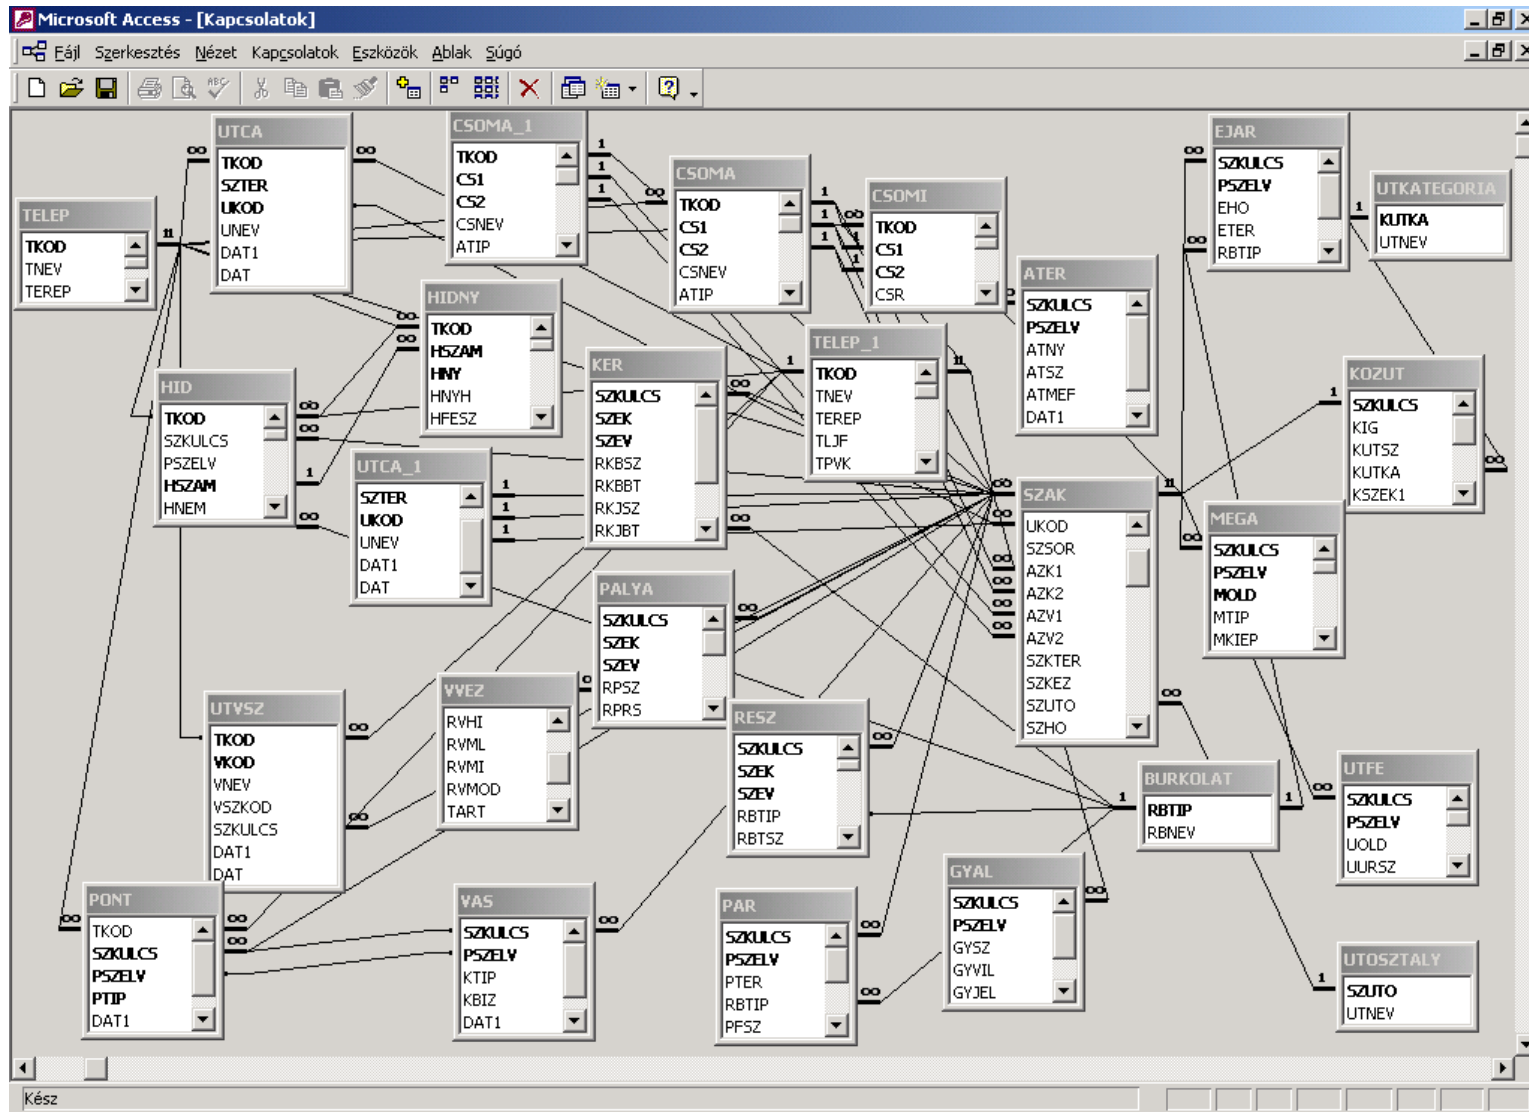 Microsoft Access - [Kapcsolatok]
Fájl Szerkesztés Nézet Kapcsolatok Eszközök Ablak Súgó
TELEP
TKOD
TNEV
TEREP
UTCA
TKOD
SZTER
UKOD
UNEV
DAT1
DAT
CSOMA_1
TKOD
CS1
CS2
CSNEV
ATIP
CSOMA
TKOD
CS1
CS2
CSNEV
ATIP
CSOMI
TKOD
CS1
CS2
CSR
EJAR
SZKULCS
PSZELV
EHO
ETER
RBTIP
UTKATEGORIA
KUTKA
UTNEV
HIDNY
TKOD
HSZAM
HNY
HNYH
HFESZ
ATER
SZKULCS
PSZELV
ATNY
ATSZ
ATMEF
DAT1
HID
TKOD
SZKULCS
PSZELV
HSZAM
HNEM
KER
SZKULCS
SZEK
SZEV
RKBSZ
RKBBT
RKJSZ
RKJBT
TELEP_1
TKOD
TNEV
TEREP
TLJF
TPVK
KOZUT
SZKULCS
KIG
KUTSZ
KUTKA
KSZEK1
UTCA_1
SZTER
UKOD
UNEV
DAT1
DAT
SZAK
UKOD
SZSOR
AZK1
AZK2
AZV1
AZV2
SZKTER
SZKEZ
SZUTO
SZHO
MEGA
SZKULCS
PSZELV
MOLD
MTIP
MKIEP
PALYA
SZKULCS
SZEK
SZEV
RPSZ
RPRS
UTVSZ
TKOD
VKOD
VNEV
VSZKOD
SZKULCS
DAT1
DAT
VVEZ
RVHI
RVML
RVMI
RVMOD
TART
RESZ
SZKULCS
SZEK
SZEV
RBTIP
RBTSZ
BURKOLAT
RBTIP
RBNEV
UTFE
SZKULCS
PSZELV
UOLD
UURSZ
PONT
TKOD
SZKULCS
PSZELV
PTIP
DAT1
VAS
SZKULCS
PSZELV
KTIP
KBIZ
DAT1
PAR
SZKULCS
PSZELV
PTER
RBTIP
PFSZ
GYAL
SZKULCS
PSZELV
GYSZ
GYVIL
GYJEL
UTOSZTALY
SZUTO
UTNEV
Kész